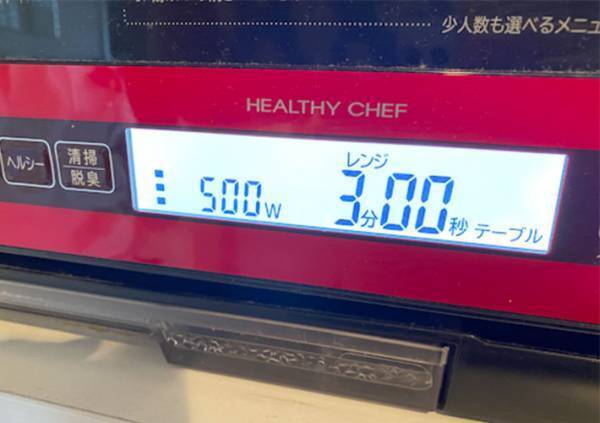 少人数も選べるメニュ
HEALTHY CHEF
ヘルシー
清掃
脱臭
レンジ
500W 3分00秒 テーブル